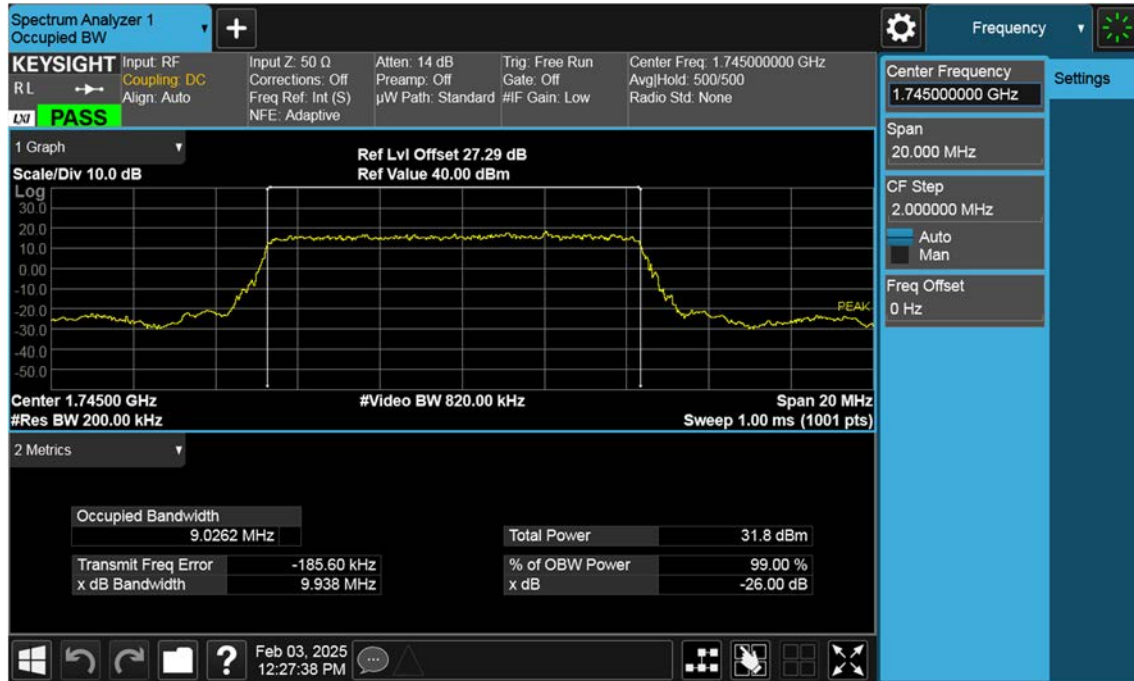 Spectrum Analyzer 1
Occupied BW
+
Frequency
KEYSIGHT
RL
LXI PASS
Input: RF
Coupling: DC
Align: Auto
Input Z: 50 Ω
Corrections: Off
Freq Ref: Int (S)
NFE: Adaptive
Atten: 14 dB
Preamp: Off
µW Path: Standard
Trig: Free Run
Gate: Off
#IF Gain: Low
Center Freq: 1.745000000 GHz
Avg|Hold: 500/500
Radio Std: None
Center Frequency
1.745000000 GHz
Settings
Span
20.000 MHz
CF Step
2.000000 MHz
Auto
Man
Freq Offset
0 Hz
1 Graph
Scale/Div 10.0 dB
Ref Lvl Offset 27.29 dB
Ref Value 40.00 dBm
Log
30.0
20.0
10.0
0.00
-10.0
-20.0
-30.0
-40.0
-50.0
PEAK
Center 1.74500 GHz
#Video BW 820.00 kHz
Span 20 MHz
#Res BW 200.00 kHz
Sweep 1.00 ms (1001 pts)
2 Metrics
Occupied Bandwidth
9.0262 MHz
Total Power 31.8 dBm
Transmit Freq Error -185.60 kHz
% of OBW Power 99.00 %
x dB Bandwidth 9.938 MHz
x dB -26.00 dB
?
Feb 03, 2025
12:27:38 PM